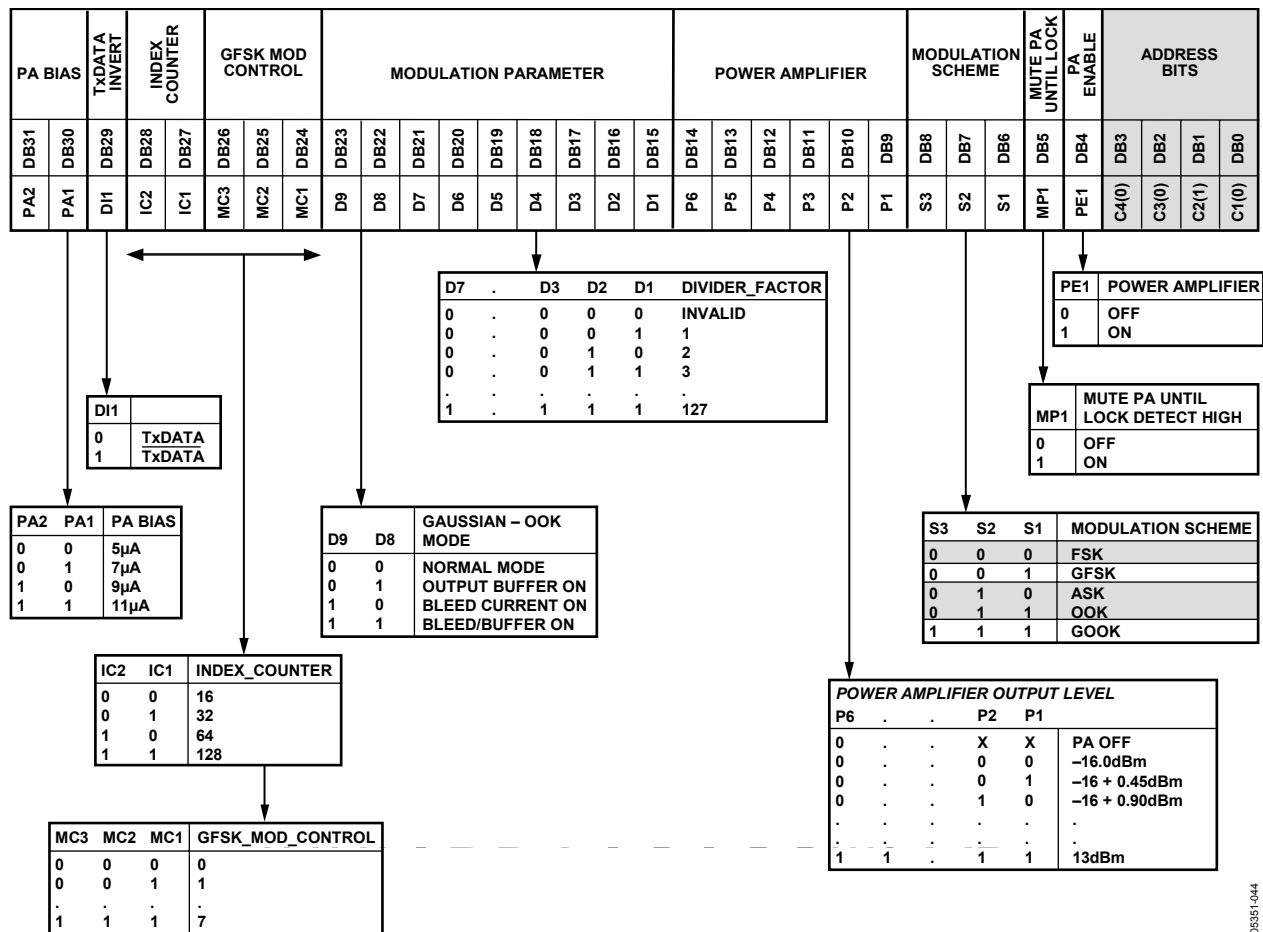 PA BIAS
TxDATA
INVERT
INDEX
COUNTER
GFSK MOD
CONTROL
MODULATION PARAMETER
POWER AMPLIFIER
MODULATION
SCHEME
MUTE PA
UNTIL LOCK
PA
ENABLE
ADDRESS
BITS
DB31 DB30 DB29 DB28 DB27 DB26 DB25 DB24 DB23 DB22 DB21 DB20 DB19 DB18 DB17 DB16 DB15 DB14 DB13 DB12 DB11 DB10 DB9 DB8 DB7 DB6 DB5 DB4 DB3 DB2 DB1 DB0
PA2 PA1 DI1 IC2 IC1 MC3 MC2 MC1 D9 D8 D7 D6 D5 D4 D3 D2 D1 P6 P5 P4 P3 P2 P1 S3 S2 S1 MP1 PE1 C4(0) C3(0) C2(1) C1(0)
D7 . D3 D2 D1 DIVIDER_FACTOR
0 . 0 0 0 INVALID
0 . 0 0 1 1
0 . 0 1 0 2
0 . 0 1 1 3
. . . . . .
1 . 1 1 1 127
PE1 POWER AMPLIFIER
0 OFF
1 ON
MP1 MUTE PA UNTIL
LOCK DETECT HIGH
0 OFF
1 ON
DI1
0 TxDATA
1 TxDATA
PA2 PA1 PA BIAS
0 0 5µA
0 1 7µA
1 0 9µA
1 1 11µA
D9 D8 GAUSSIAN – OOK
MODE
0 0 NORMAL MODE
0 1 OUTPUT BUFFER ON
1 0 BLEED CURRENT ON
1 1 BLEED/BUFFER ON
S3 S2 S1 MODULATION SCHEME
0 0 0 FSK
0 0 1 GFSK
0 1 0 ASK
0 1 1 OOK
1 1 1 GOOK
IC2 IC1 INDEX_COUNTER
0 0 16
0 1 32
1 0 64
1 1 128
POWER AMPLIFIER OUTPUT LEVEL
P6 . . P2 P1
0 . . X X PA OFF
0 . . 0 0 –16.0dBm
0 . . 0 1 –16 + 0.45dBm
0 . . 1 0 –16 + 0.90dBm
. . . . . .
. . . . . .
1 1 . 1 1 13dBm
MC3 MC2 MC1 GFSK_MOD_CONTROL
0 0 0 0
0 0 1 1
. . . .
1 1 1 7
05351-044